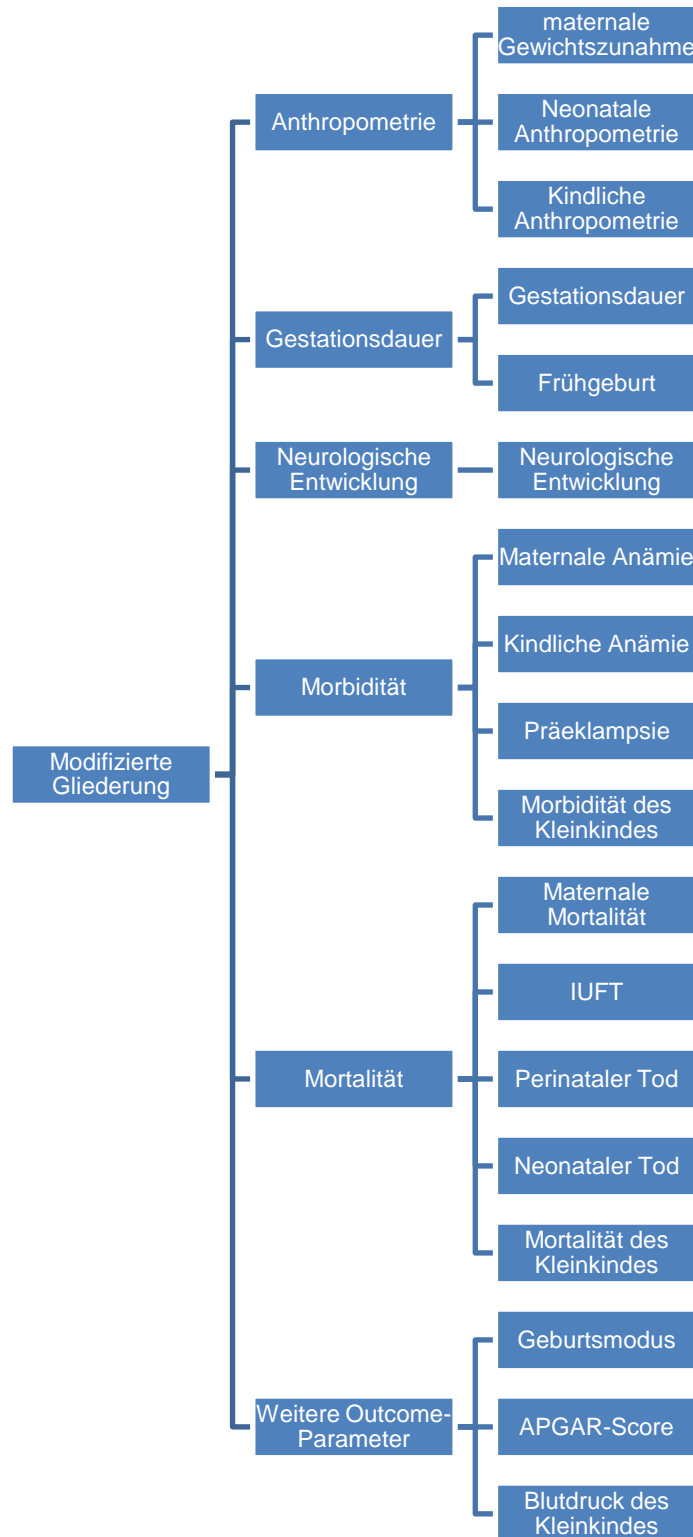 maternale
Gewichtszunahme
Anthropometrie
Neonatale
Anthropometrie
Kindliche
Anthropometrie
Gestationsdauer
Gestationsdauer
Frühgeburt
Neurologische
Entwicklung
Neurologische
Entwicklung
Maternale Anämie
Kindliche Anämie
Morbidität
Präeklampsie
Modifizierte
Gliederung
Morbidität des
Kleinkindes
Maternale
Mortalität
IUFT
Mortalität
Perinataler Tod
Neonataler Tod
Mortalität des
Kleinkindes
Geburtsmodus
Weitere Outcome-
Parameter
APGAR-Score
Blutdruck des
Kleinkindes